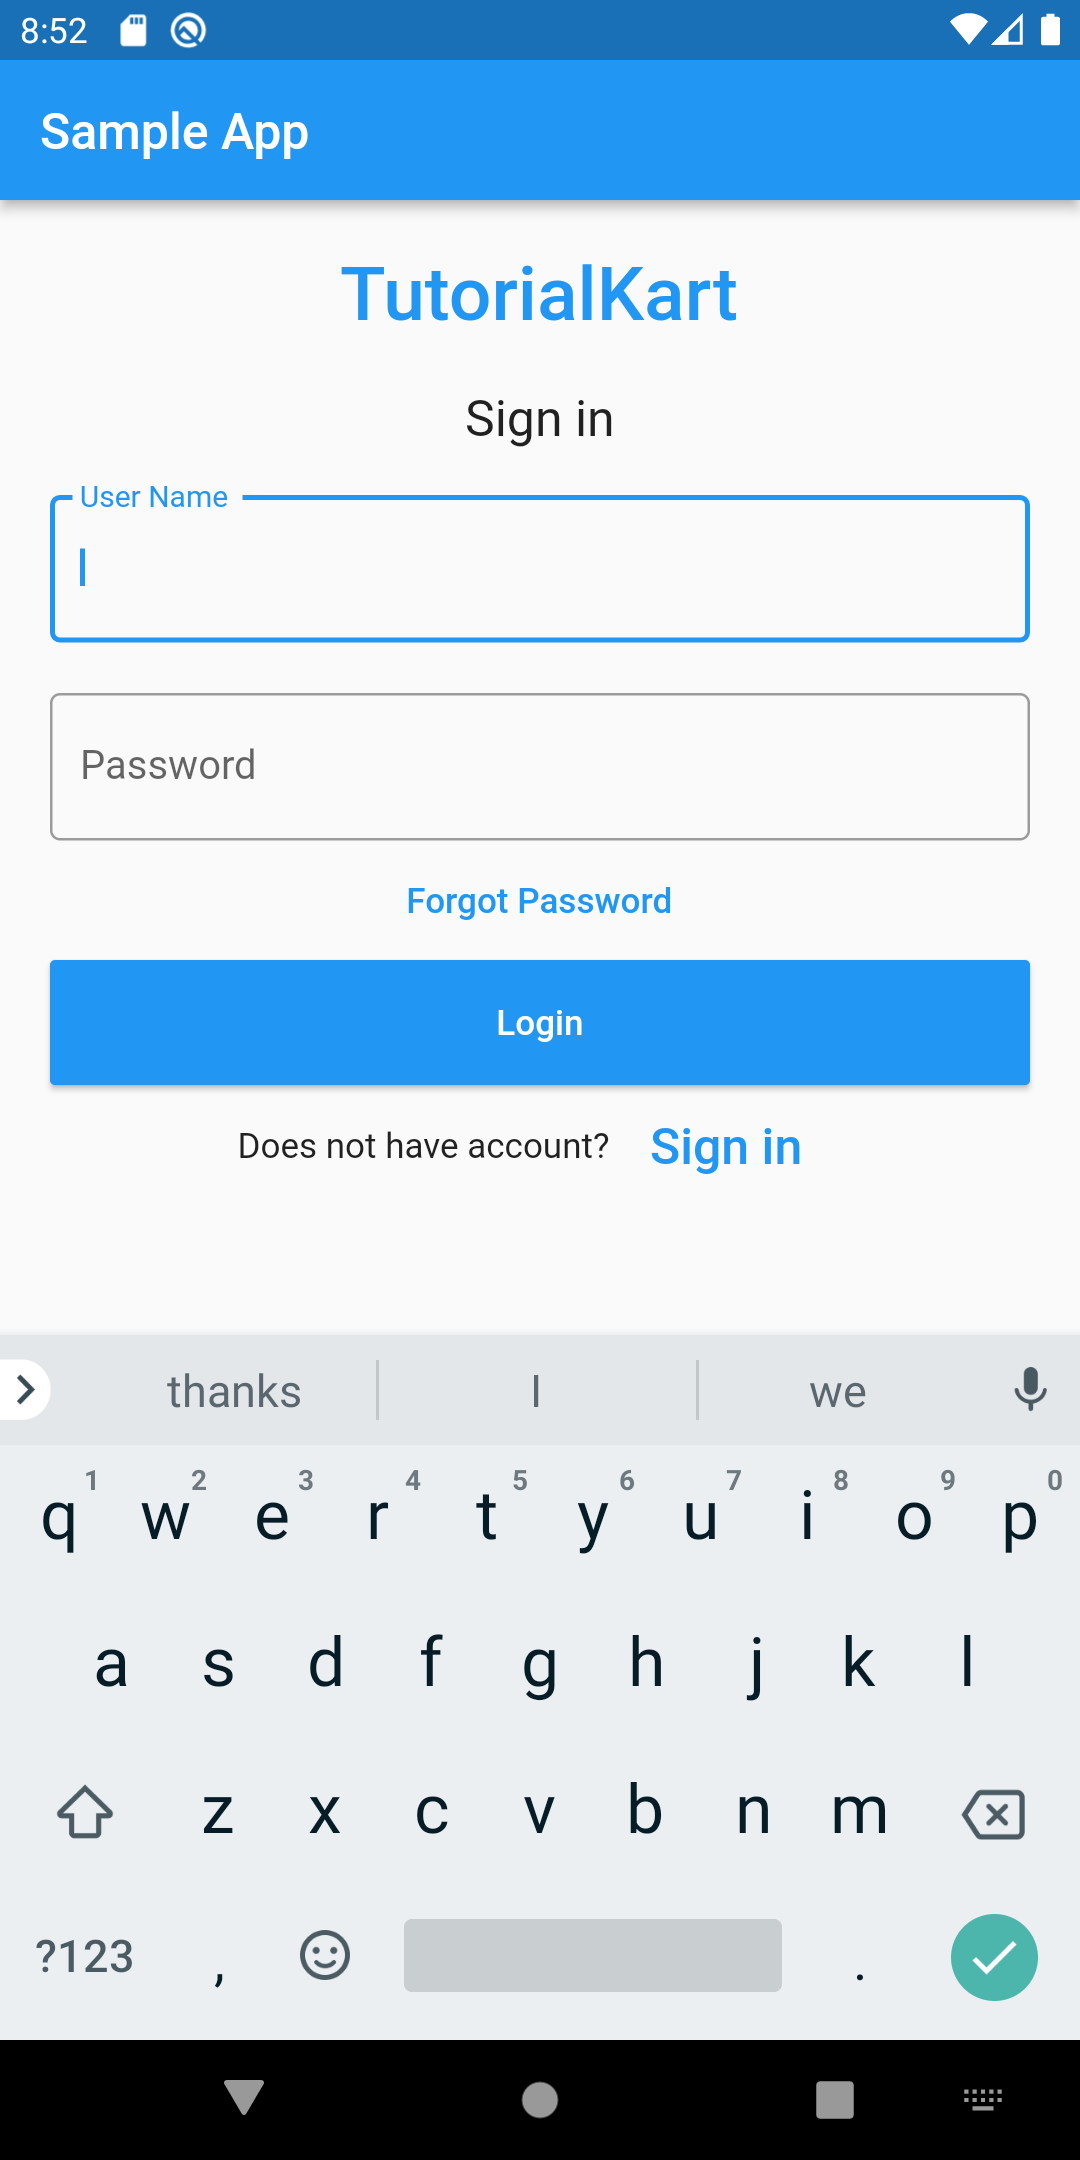 8:52
Sample App
TutorialKart
Sign in
User Name
Password
Forgot Password
Login
Does not have account? Sign in
thanks I we
1 2 3 4 5 6 7 8 9 0
q w e r t y u i o p
a s d f g h j k l
z x c v b n m
?123 , .